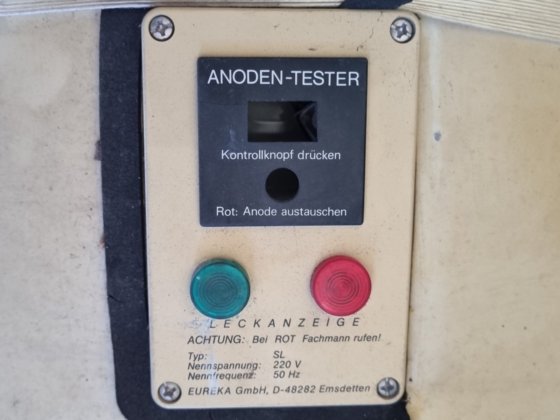 ANODEN-TESTER
Kontrollknopf drücken
Rot: Anode austauschen
LECKANZEIGE
ACHTUNG: Bei ROT Fachmann rufen!
Typ: SL
Nennspannung: 220 V
Nennfrequenz: 50 Hz
EUREKA GmbH, D-48282 Emsdetten